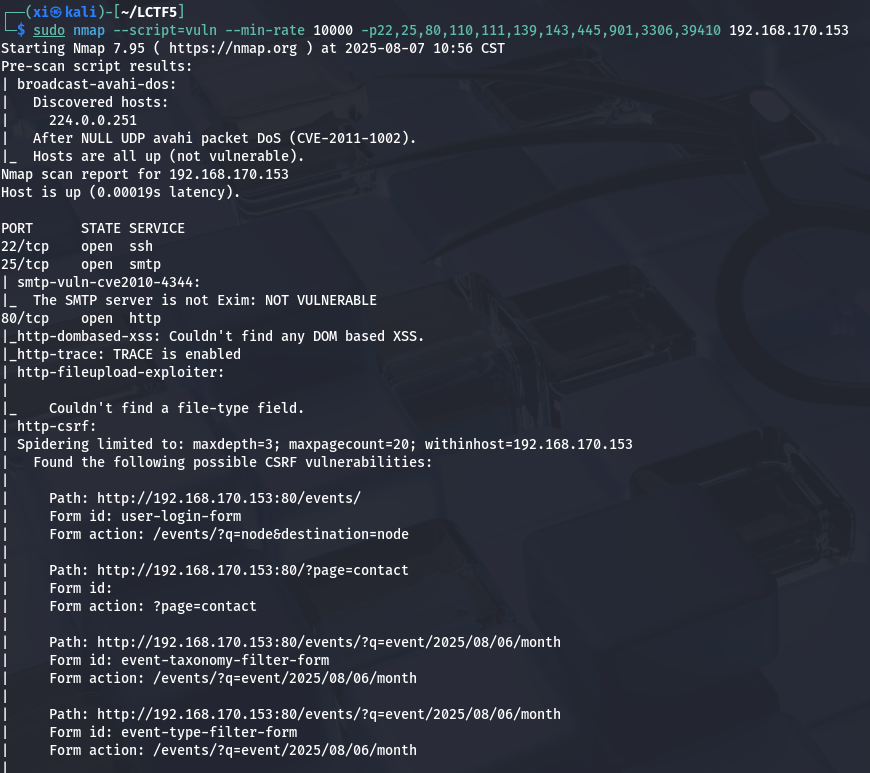 ┌──(xi㉿kali)-[~/LCTF5]
└─$ sudo nmap --script=vuln --min-rate 10000 -p22,25,80,110,111,139,143,445,901,3306,39410 192.168.170.153
Starting Nmap 7.95 ( https://nmap.org ) at 2025-08-07 10:56 CST
Pre-scan script results:
| broadcast-avahi-dos:
|   Discovered hosts:
|     224.0.0.251
|   After NULL UDP avahi packet DoS (CVE-2011-1002).
|_  Hosts are all up (not vulnerable).
Nmap scan report for 192.168.170.153
Host is up (0.00019s latency).

PORT      STATE SERVICE
22/tcp    open  ssh
25/tcp    open  smtp
| smtp-vuln-cve2010-4344:
|_  The SMTP server is not Exim: NOT VULNERABLE
80/tcp    open  http
|_http-dombased-xss: Couldn't find any DOM based XSS.
|_http-trace: TRACE is enabled
| http-fileupload-exploiter:
|
|_    Couldn't find a file-type field.
| http-csrf:
| Spidering limited to: maxdepth=3; maxpagecount=20; withinhost=192.168.170.153
|   Found the following possible CSRF vulnerabilities:
|
|     Path: http://192.168.170.153:80/events/
|     Form id: user-login-form
|     Form action: /events/?q=node&destination=node
|
|     Path: http://192.168.170.153:80/?page=contact
|     Form id:
|     Form action: ?page=contact
|
|     Path: http://192.168.170.153:80/events/?q=event/2025/08/06/month
|     Form id: event-taxonomy-filter-form
|     Form action: /events/?q=event/2025/08/06/month
|
|     Path: http://192.168.170.153:80/events/?q=event/2025/08/06/month
|     Form id: event-type-filter-form
|     Form action: /events/?q=event/2025/08/06/month
|